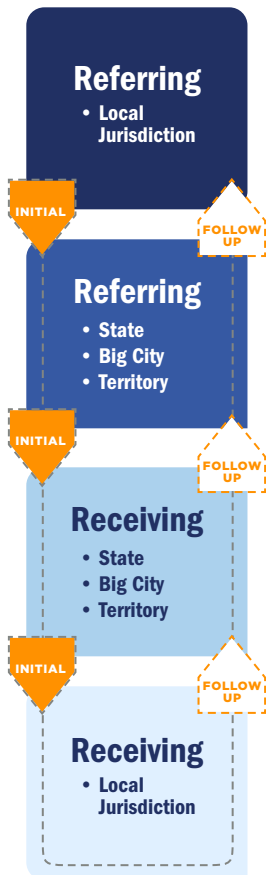 Referring
• Local
Jurisdiction
INITIAL
FOLLOW
UP
Referring
• State
• Big City
• Territory
INITIAL
FOLLOW
UP
Receiving
• State
• Big City
• Territory
INITIAL
FOLLOW
UP
Receiving
• Local
Jurisdiction